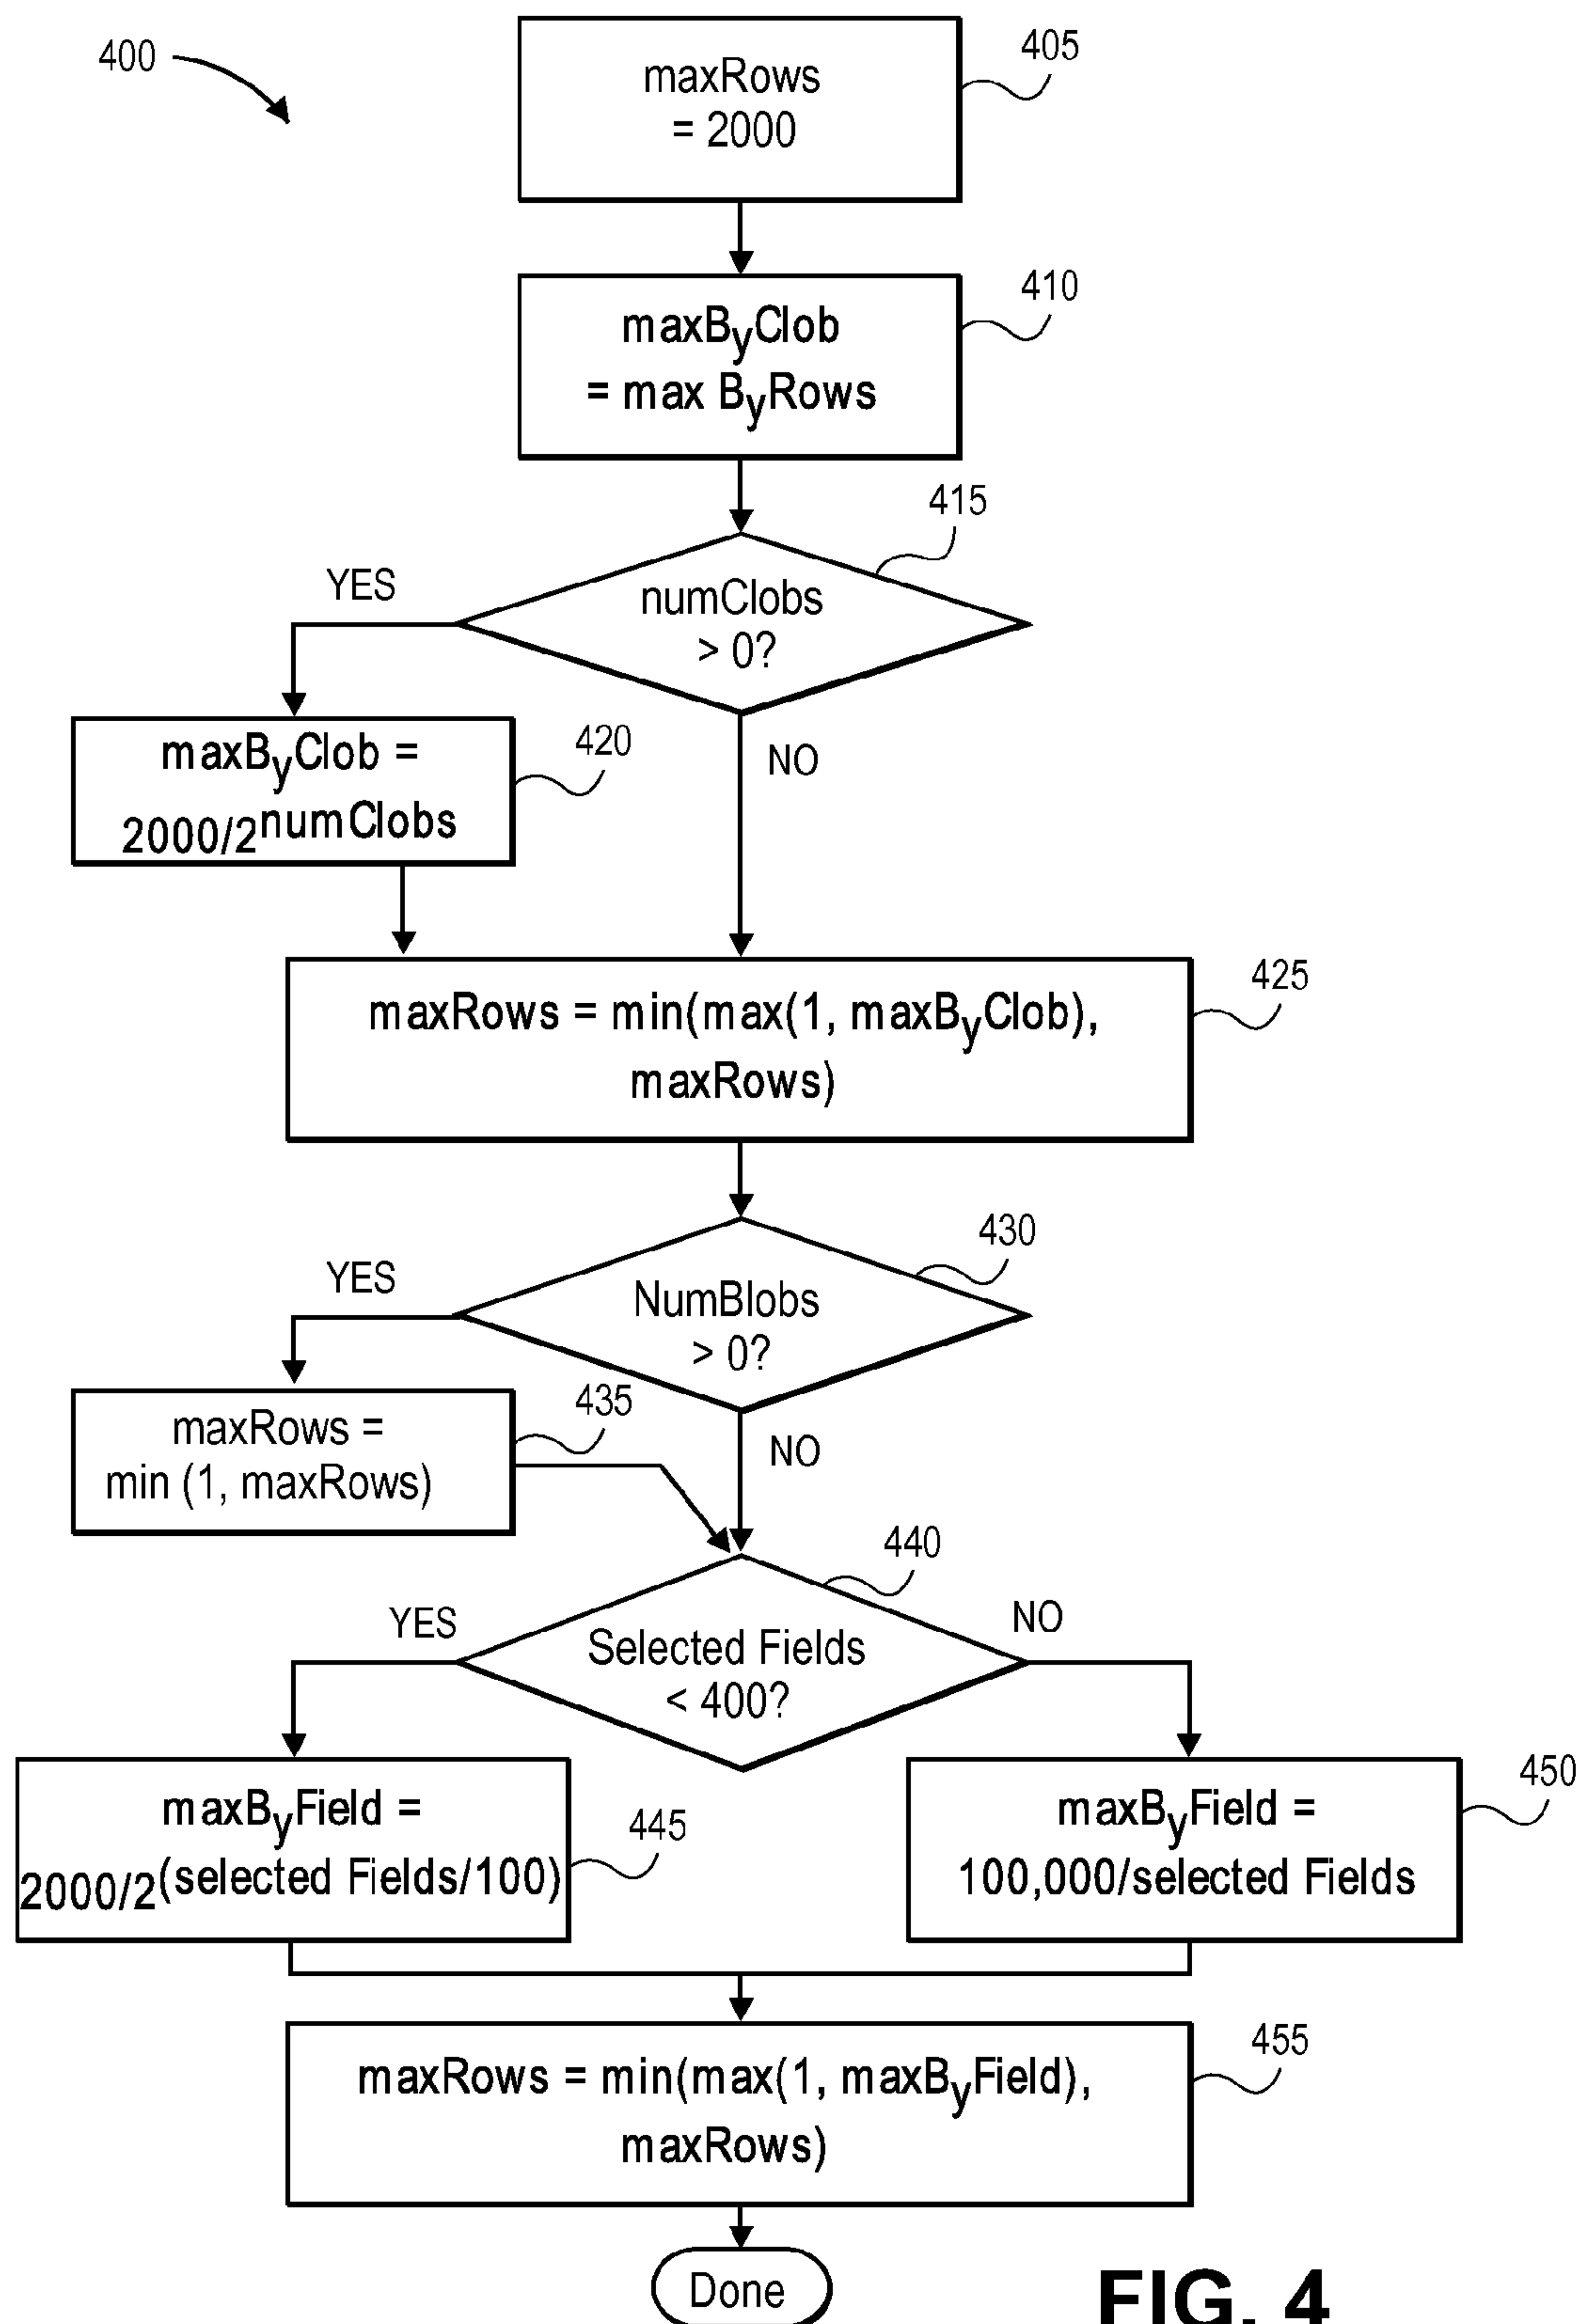 400
maxRows
= 2000
405
maxByClob
= max ByRows
410
numClobs
> 0?
415
YES
NO
maxByClob =
2000/2numClobs
420
maxRows = min(max(1, maxByClob),
maxRows)
425
NumBlobs
> 0?
430
YES
NO
maxRows =
min (1, maxRows)
435
Selected Fields
< 400?
440
YES
NO
maxByField =
2000/2(selected Fields/100)
445
maxByField =
100,000/selected Fields
450
maxRows = min(max(1, maxByField),
maxRows)
455
Done
FIG. 4